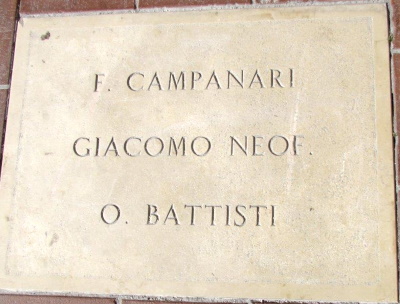 F. CAMPANARI
GIACOMO NEOF.
O. BATTISTI